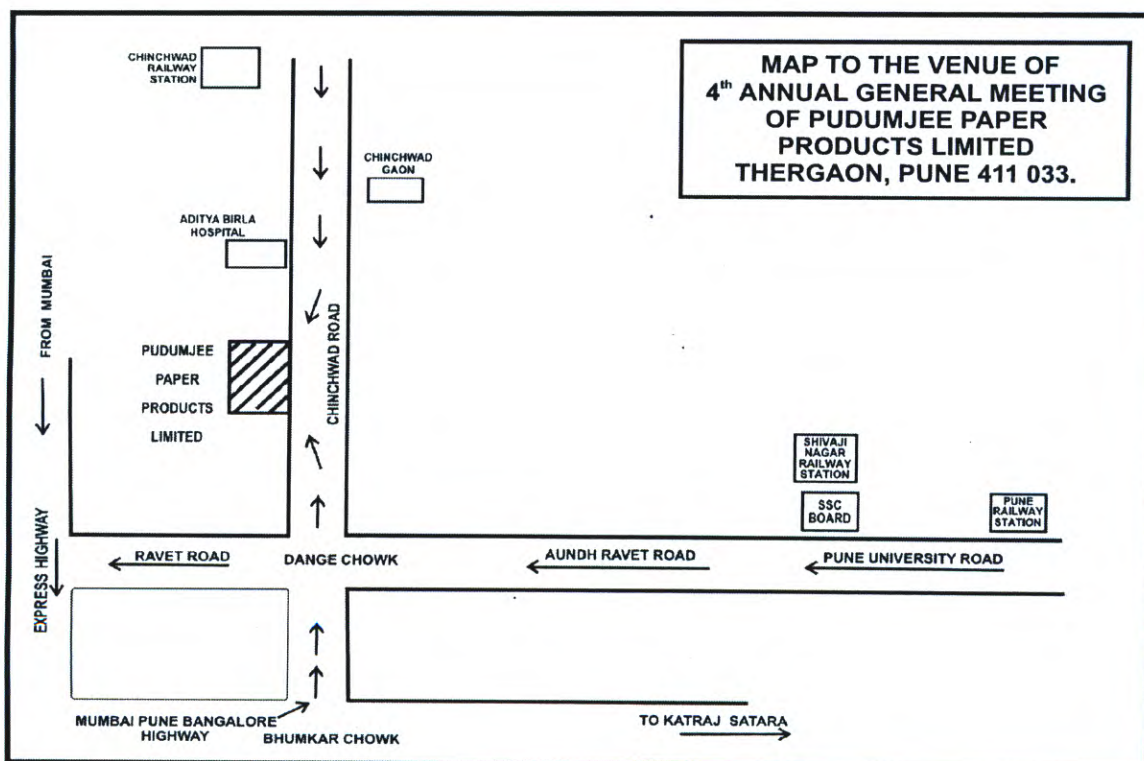 MAP TO THE VENUE OF
4th ANNUAL GENERAL MEETING
OF PUDUMJEE PAPER
PRODUCTS LIMITED
THERGAON, PUNE 411 033.
CHINCHWAD
RAILWAY
STATION
CHINCHWAD
GAON
ADITYA BIRLA
HOSPITAL
FROM MUMBAI
PUDUMJEE
PAPER
PRODUCTS
LIMITED
CHINCHWAD ROAD
SHIVAJI
NAGAR
RAILWAY
STATION
SSC
BOARD
PUNE
RAILWAY
STATION
EXPRESS HIGHWAY
RAVET ROAD
DANGE CHOWK
AUNDH RAVET ROAD
PUNE UNIVERSITY ROAD
MUMBAI PUNE BANGALORE
HIGHWAY
BHUMKAR CHOWK
TO KATRAJ SATARA